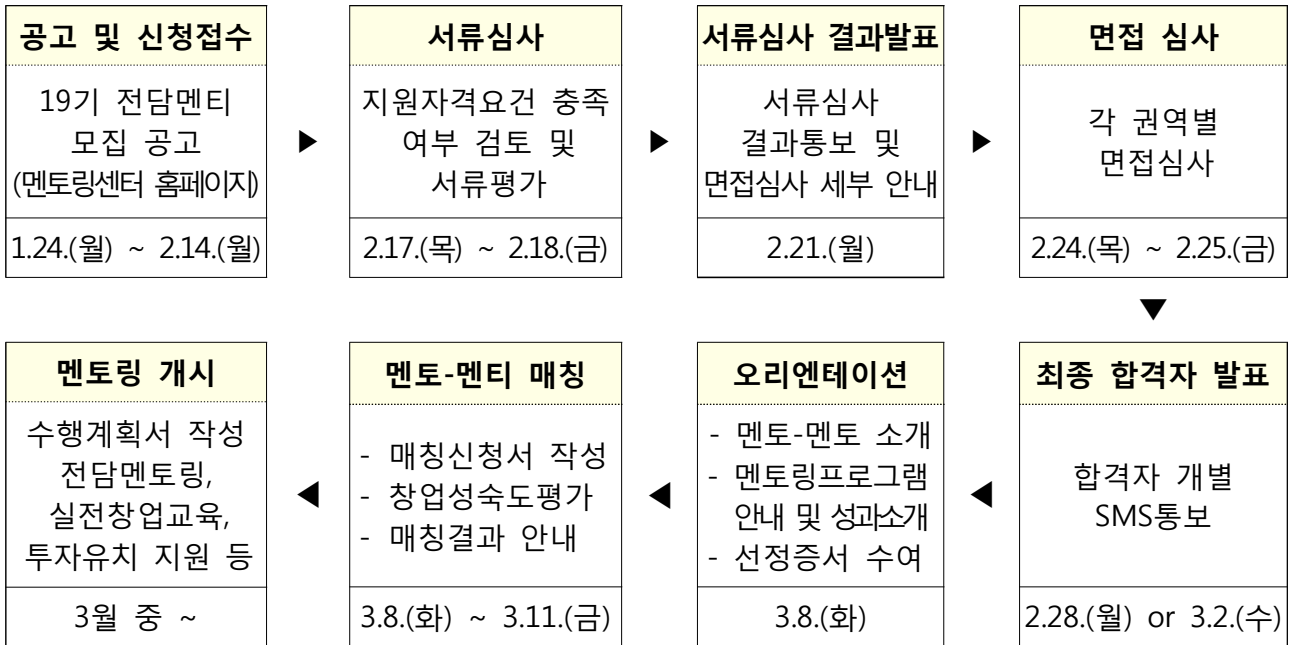 공고 및 신청접수
19기 전담멘티
모집 공고
(멘토링센터 홈페이지)
1.24.(월) ~ 2.14.(월)
▶
서류심사
지원자격요건 충족
여부 검토 및
서류평가
2.17.(목) ~ 2.18.(금)
▶
서류심사 결과발표
서류심사
결과통보 및
면접심사 세부 안내
2.21.(월)
▶
면접 심사
각 권역별
면접심사
2.24.(목) ~ 2.25.(금)
▼
최종 합격자 발표
합격자 개별
SMS통보
2.28.(월) or 3.2.(수)
◀
오리엔테이션
- 멘토-멘토 소개
- 멘토링프로그램
안내 및 성과소개
- 선정증서 수여
3.8.(화)
◀
멘토-멘티 매칭
- 매칭신청서 작성
- 창업성숙도평가
- 매칭결과 안내
3.8.(화) ~ 3.11.(금)
◀
멘토링 개시
수행계획서 작성
전담멘토링,
실전창업교육,
투자유치 지원 등
3월 중 ~